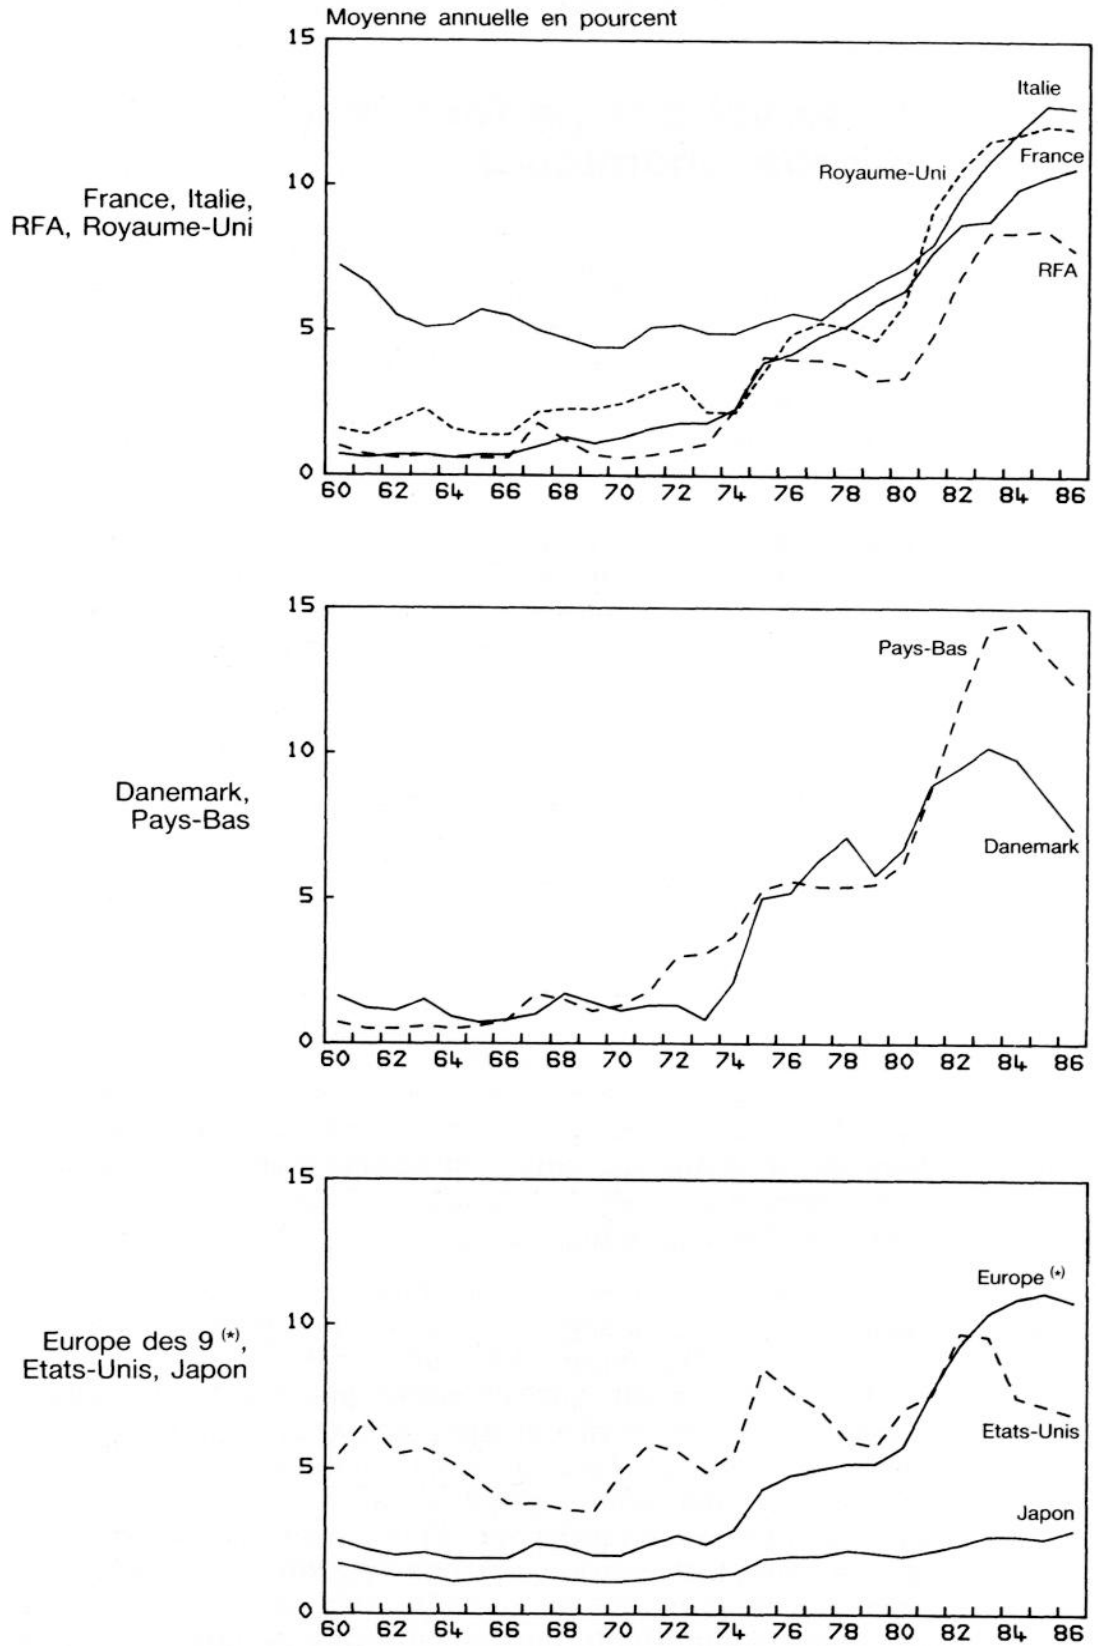 Moyenne annuelle en pourcent
15
10
5
0
France, Italie,
RFA, Royaume-Uni
Italie
France
Royaume-Uni
RFA
60 62 64 66 68 70 72 74 76 78 80 82 84 86
15
10
5
0
Danemark,
Pays-Bas
Pays-Bas
Danemark
60 62 64 66 68 70 72 74 76 78 80 82 84 86
15
10
5
0
Europe des 9 (*),
Etats-Unis, Japon
Europe (*)
Etats-Unis
Japon
60 62 64 66 68 70 72 74 76 78 80 82 84 86